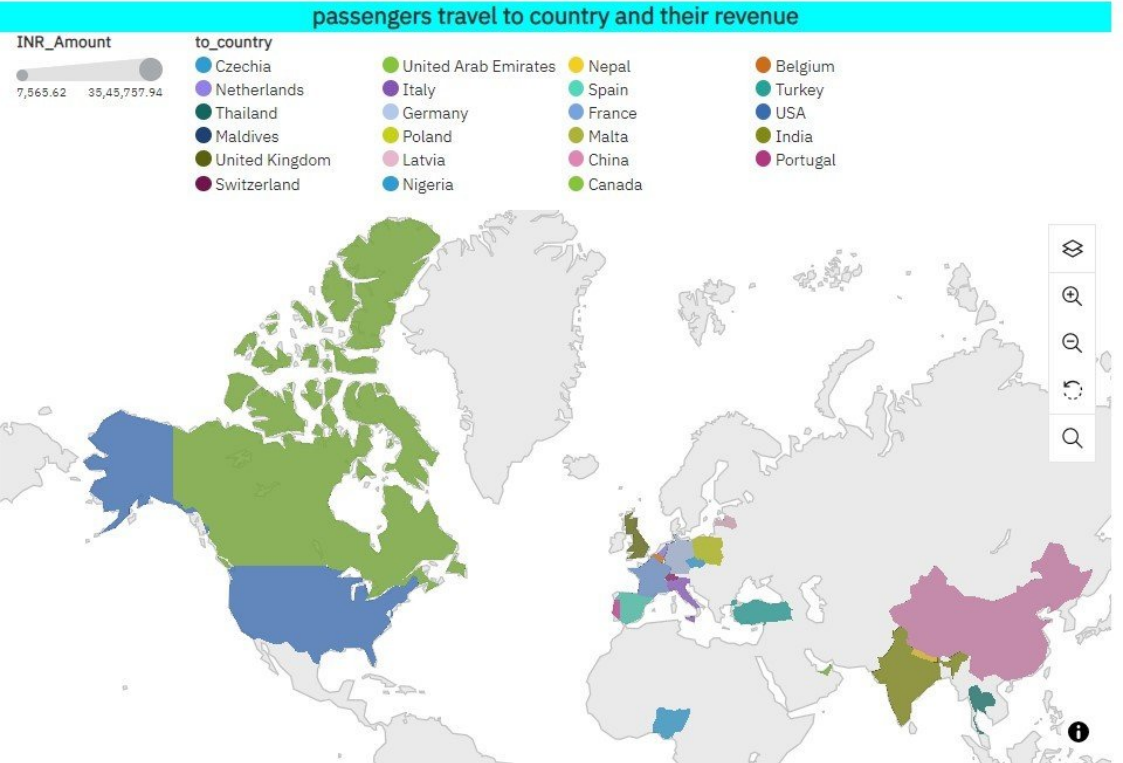 passengers travel to country and their revenue
INR_Amount
7,565.62 35,45,757.94
to_country
Czechia
Netherlands
Thailand
Maldives
United Kingdom
Switzerland
United Arab Emirates
Italy
Germany
Poland
Latvia
Nigeria
Nepal
Spain
France
Malta
China
Canada
Belgium
Turkey
USA
India
Portugal